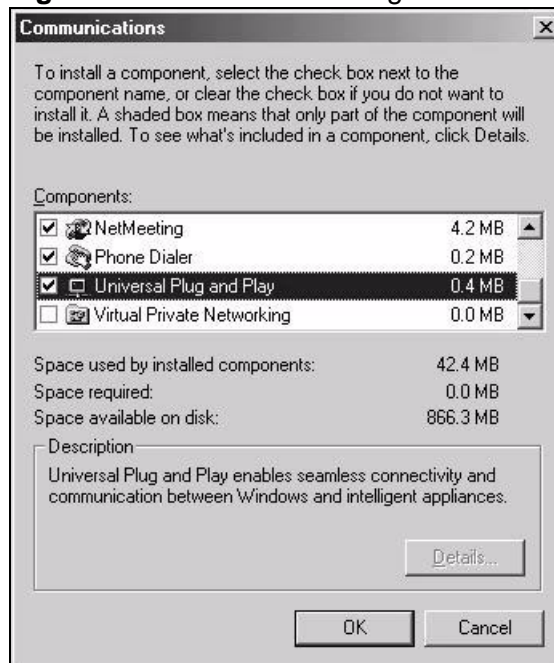 Communications
To install a component, select the check box next to the
component name, or clear the check box if you do not want to
install it. A shaded box means that only part of the component will
be installed. To see what's included in a component, click Details.
Components:
NetMeeting 4.2 MB
Phone Dialer 0.2 MB
Universal Plug and Play 0.4 MB
Virtual Private Networking 0.0 MB
Space used by installed components: 42.4 MB
Space required: 0.0 MB
Space available on disk: 866.3 MB
Description
Universal Plug and Play enables seamless connectivity and
communication between Windows and intelligent appliances.
Details...
OK Cancel